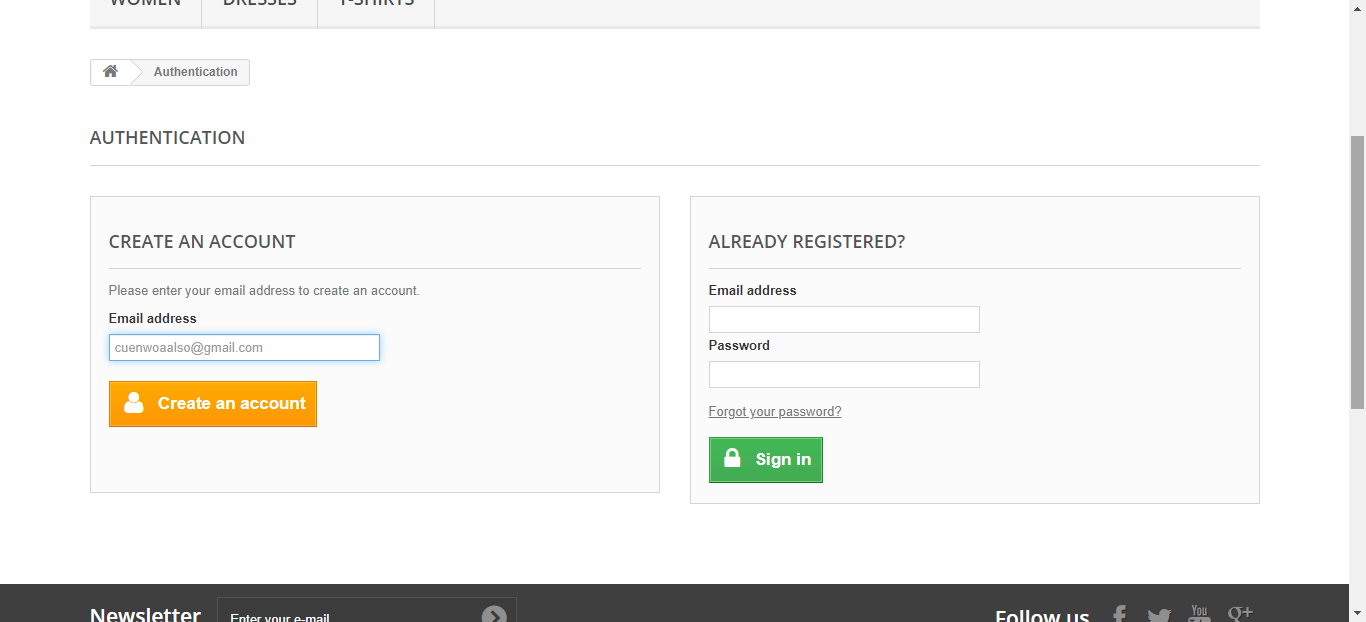 WOMEN DRESSES T-SHIRTS
Authentication
AUTHENTICATION
CREATE AN ACCOUNT
Please enter your email address to create an account.
Email address
cuenwoaalso@gmail.com
Create an account
ALREADY REGISTERED?
Email address
Password
Forgot your password?
Sign in
Newsletter
Enter your e-mail
Follow us
You
g+